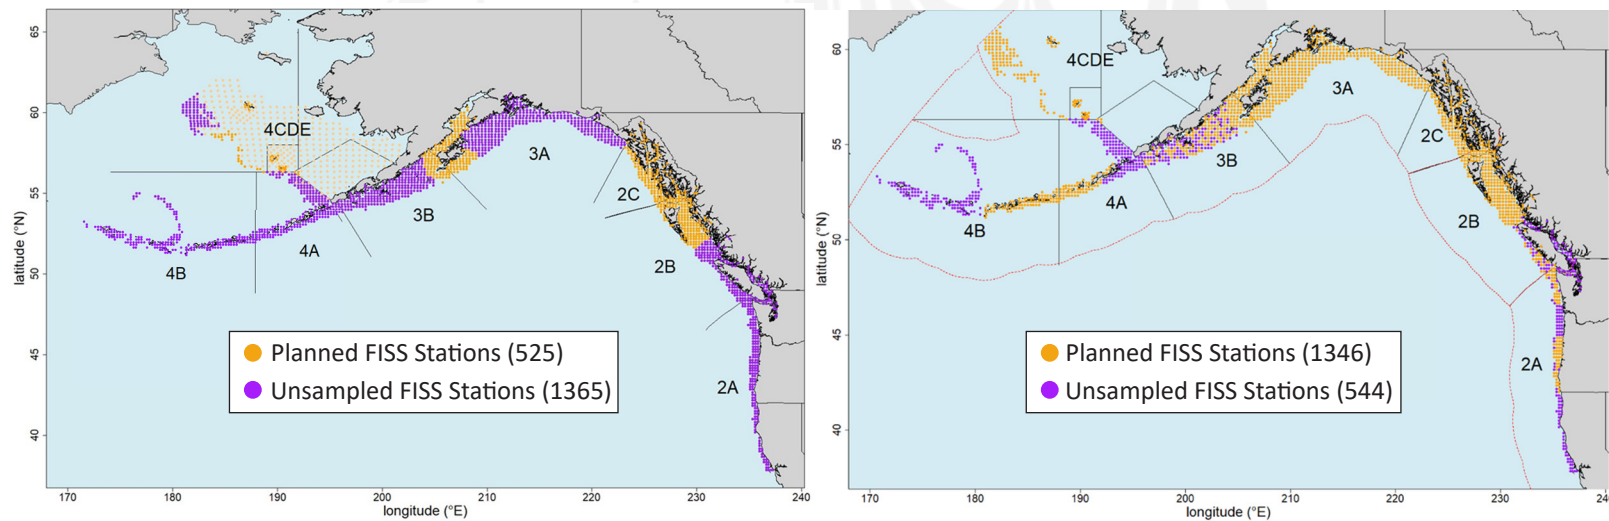 65
60
55
50
45
40
latitude (°N)
4CDE
3A
2C
3B
4A
4B
2B
2A
Planned FISS Stations (525)
Unsampled FISS Stations (1365)
170
180
190
200
210
220
230
240
longitude (°E)
60
55
50
45
40
latitude (°N)
4CDE
3A
2C
3B
4A
4B
2B
2A
Planned FISS Stations (1346)
Unsampled FISS Stations (544)
170
180
190
200
210
220
230
24
longitude (°E)